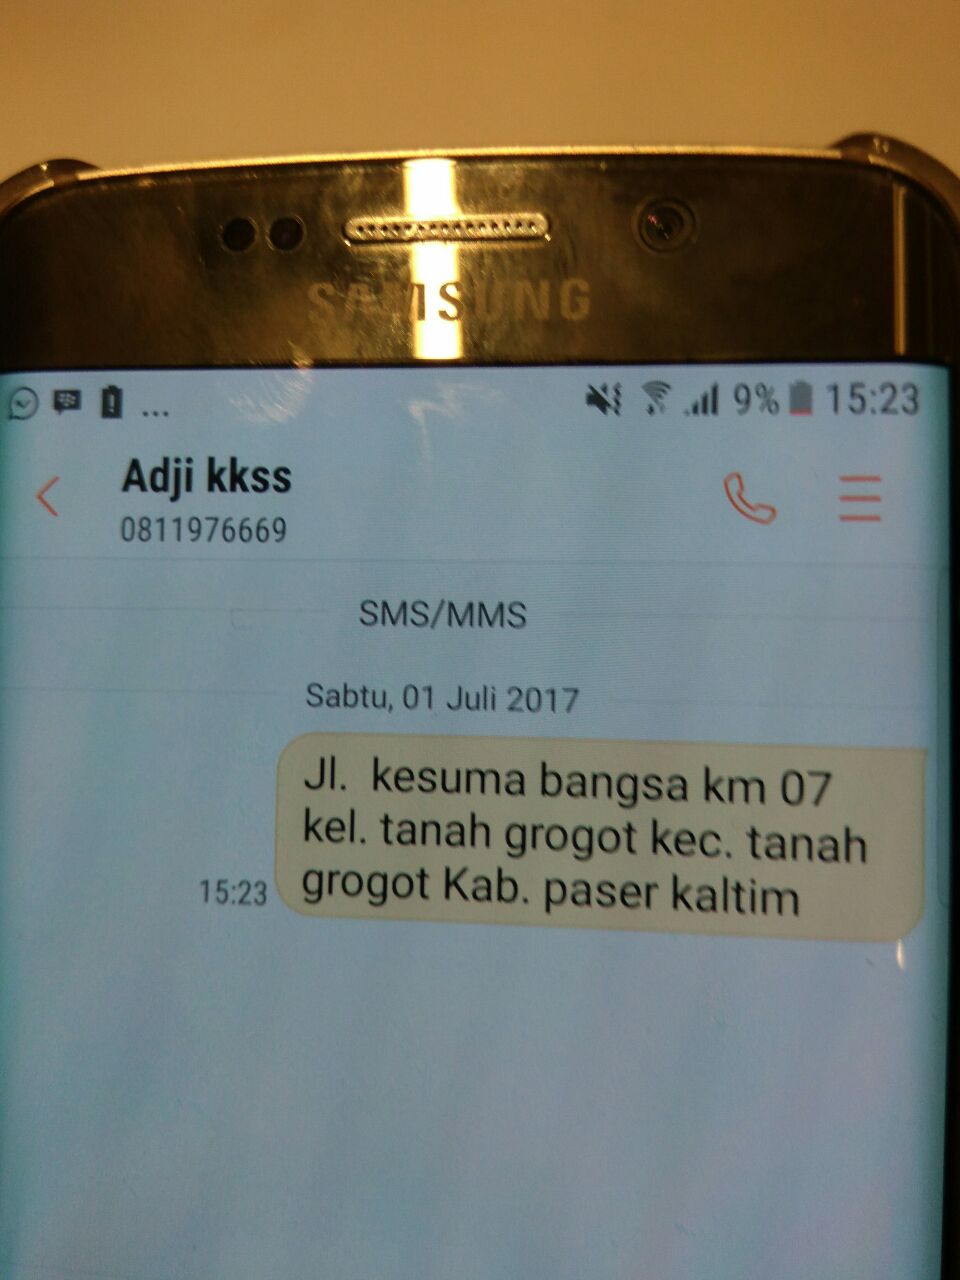 SAMSUNG
... 9% 15:23
Adji kkss
0811976669
SMS/MMS
Sabtu, 01 Juli 2017
Jl. kesuma bangsa km 07
kel. tanah grogot kec. tanah
grogot Kab. paser kaltim
15:23